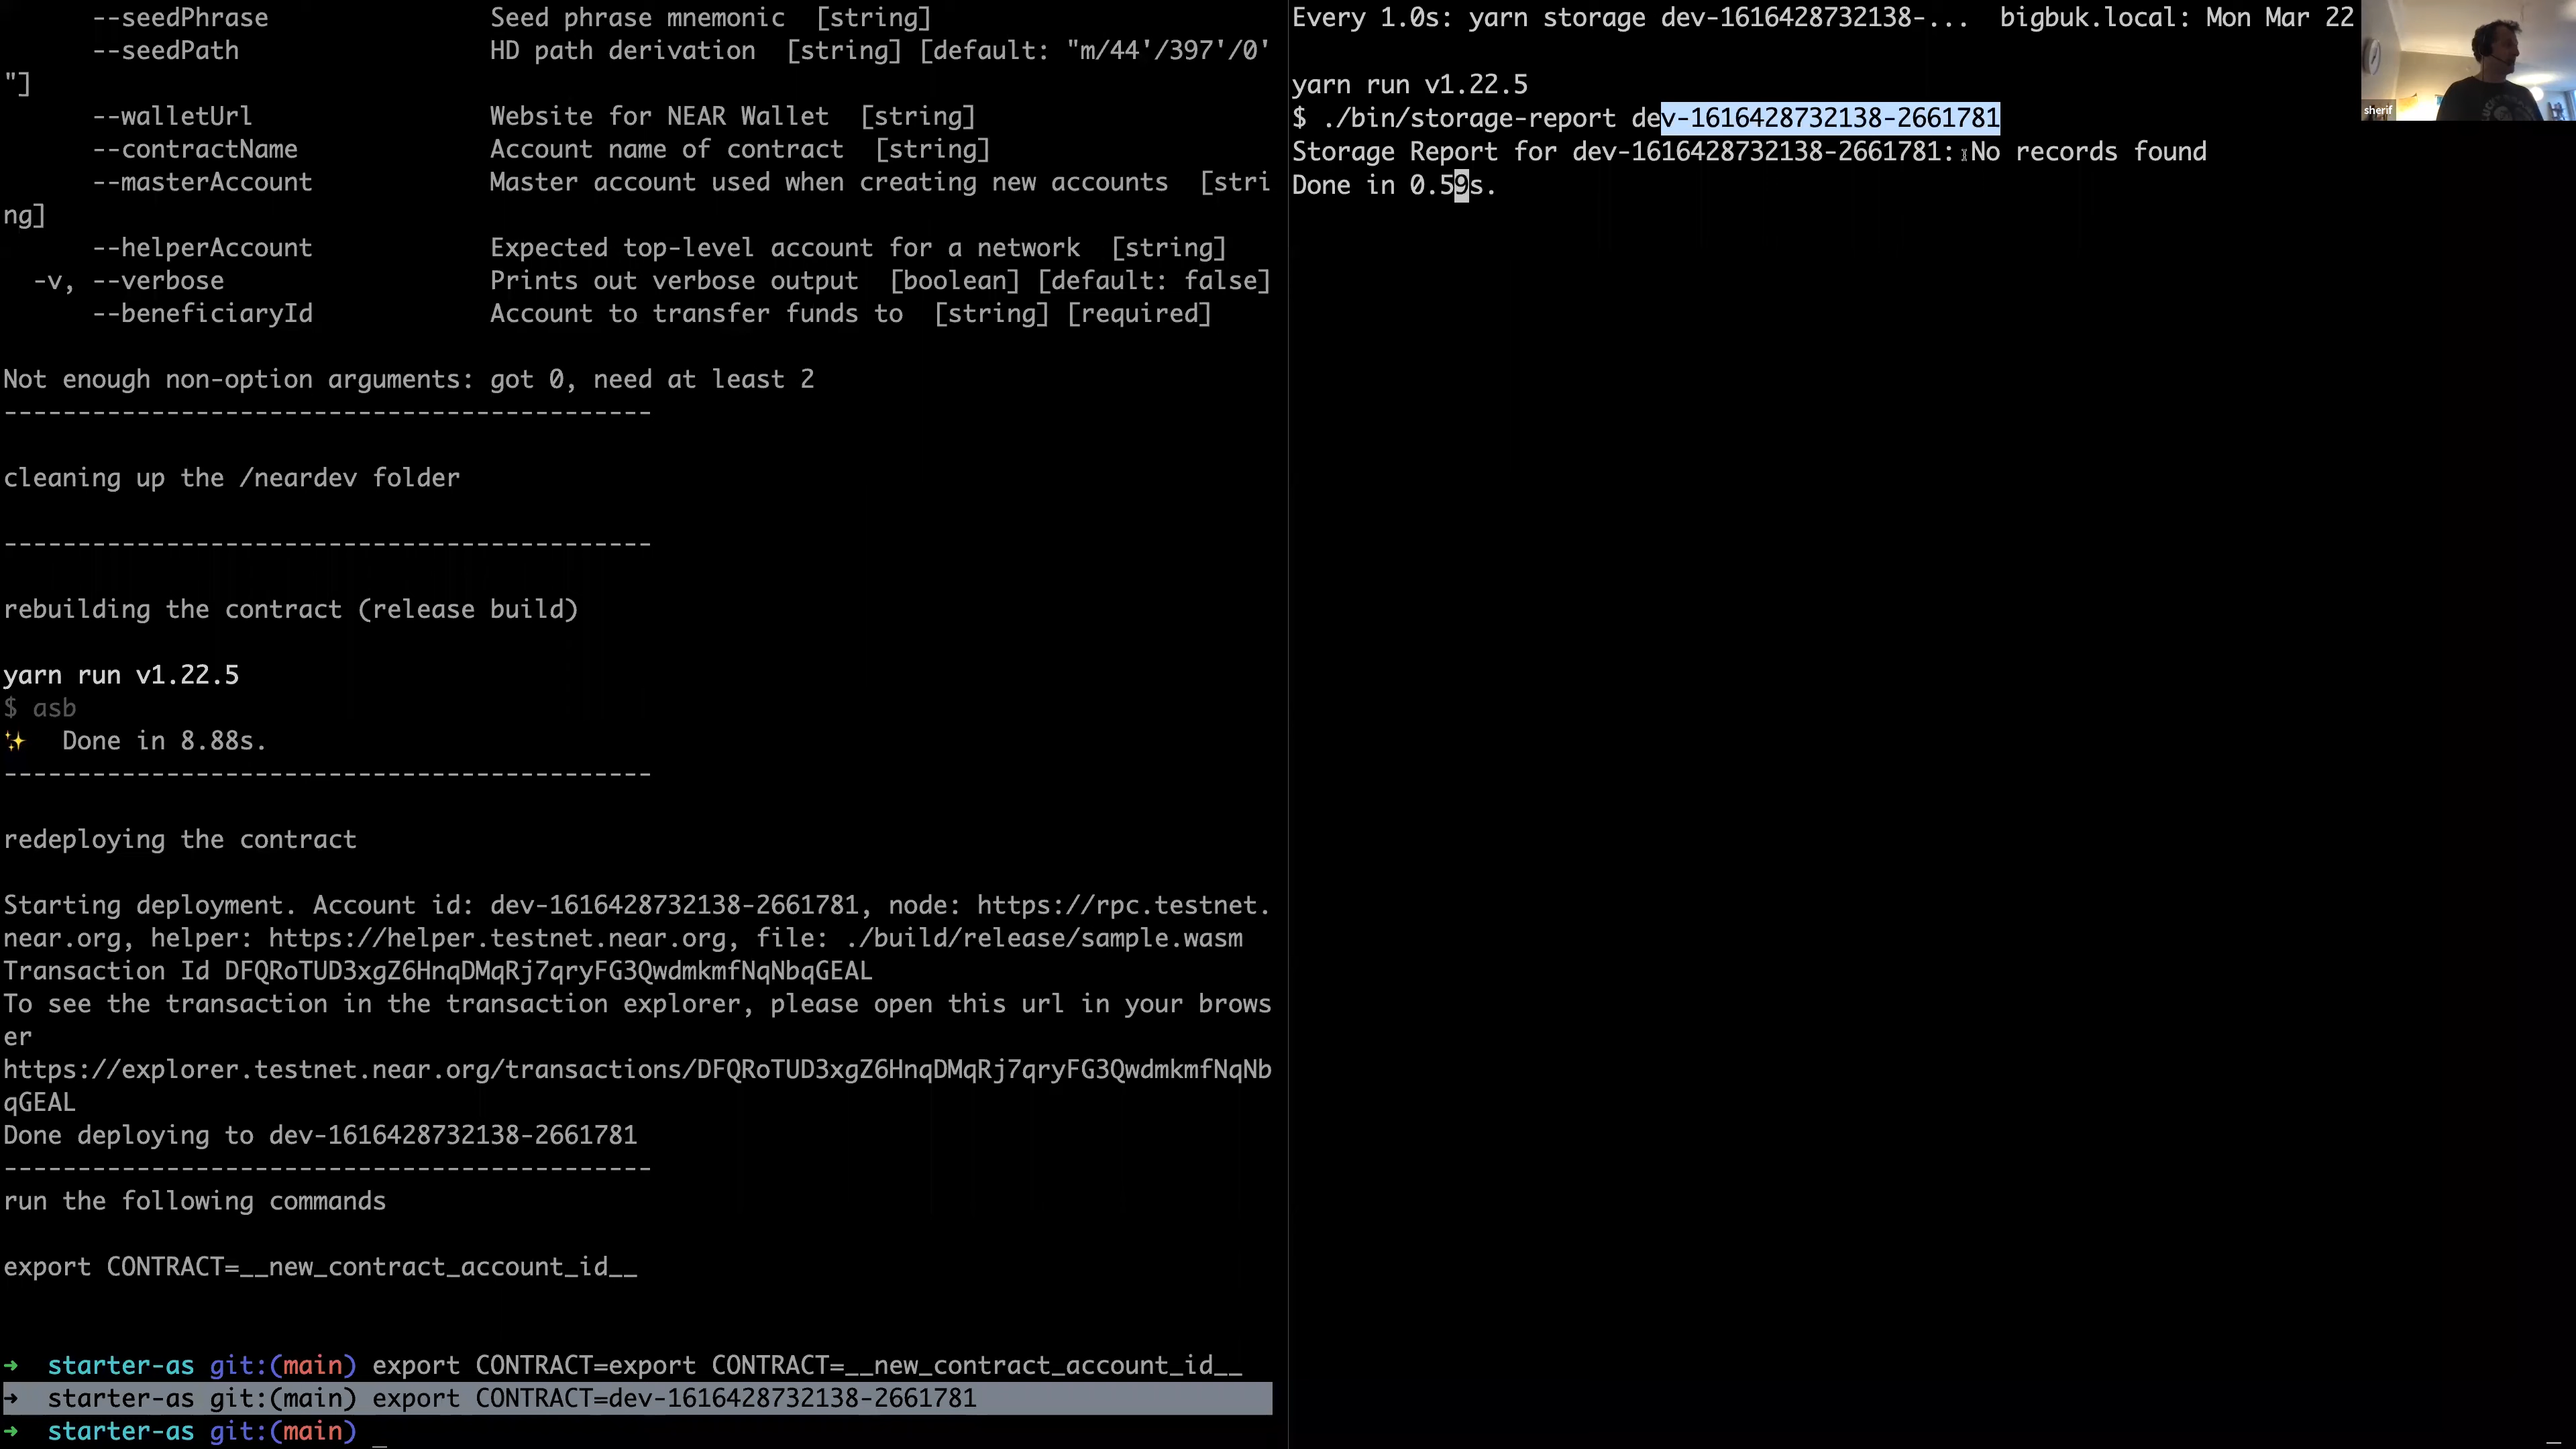 --seedPhrase Seed phrase mnemonic [string]
--seedPath HD path derivation [string] [default: "m/44'/397'/0'
"]
--walletUrl Website for NEAR Wallet [string]
--contractName Account name of contract [string]
--masterAccount Master account used when creating new accounts [stri
ng]
--helperAccount Expected top-level account for a network [string]
-v, --verbose Prints out verbose output [boolean] [default: false]
--beneficiaryId Account to transfer funds to [string] [required]
Not enough non-option arguments: got 0, need at least 2
--------------------------------------------
cleaning up the /neardev folder
--------------------------------------------
rebuilding the contract (release build)
yarn run v1.22.5
$ asb
✨ Done in 8.88s.
--------------------------------------------
redeploying the contract
Starting deployment. Account id: dev-1616428732138-2661781, node: https://rpc.testnet.
near.org, helper: https://helper.testnet.near.org, file: ./build/release/sample.wasm
Transaction Id DFQRoTUD3xgZ6HnqDMqRj7qryFG3QwdmkmfNqNbqGEAL
To see the transaction in the transaction explorer, please open this url in your brows
er
https://explorer.testnet.near.org/transactions/DFQRoTUD3xgZ6HnqDMqRj7qryFG3QwdmkmfNqNb
qGEAL
Done deploying to dev-1616428732138-2661781
--------------------------------------------
run the following commands
export CONTRACT=__new_contract_account_id__
➜ starter-as git:(main) export CONTRACT=export CONTRACT=__new_contract_account_id__
➜ starter-as git:(main) export CONTRACT=dev-1616428732138-2661781
➜ starter-as git:(main) _
Every 1.0s: yarn storage dev-1616428732138-... bigbuk.local: Mon Mar 22
yarn run v1.22.5
$ ./bin/storage-report dev-1616428732138-2661781
Storage Report for dev-1616428732138-2661781: No records found
Done in 0.59s.
sherif